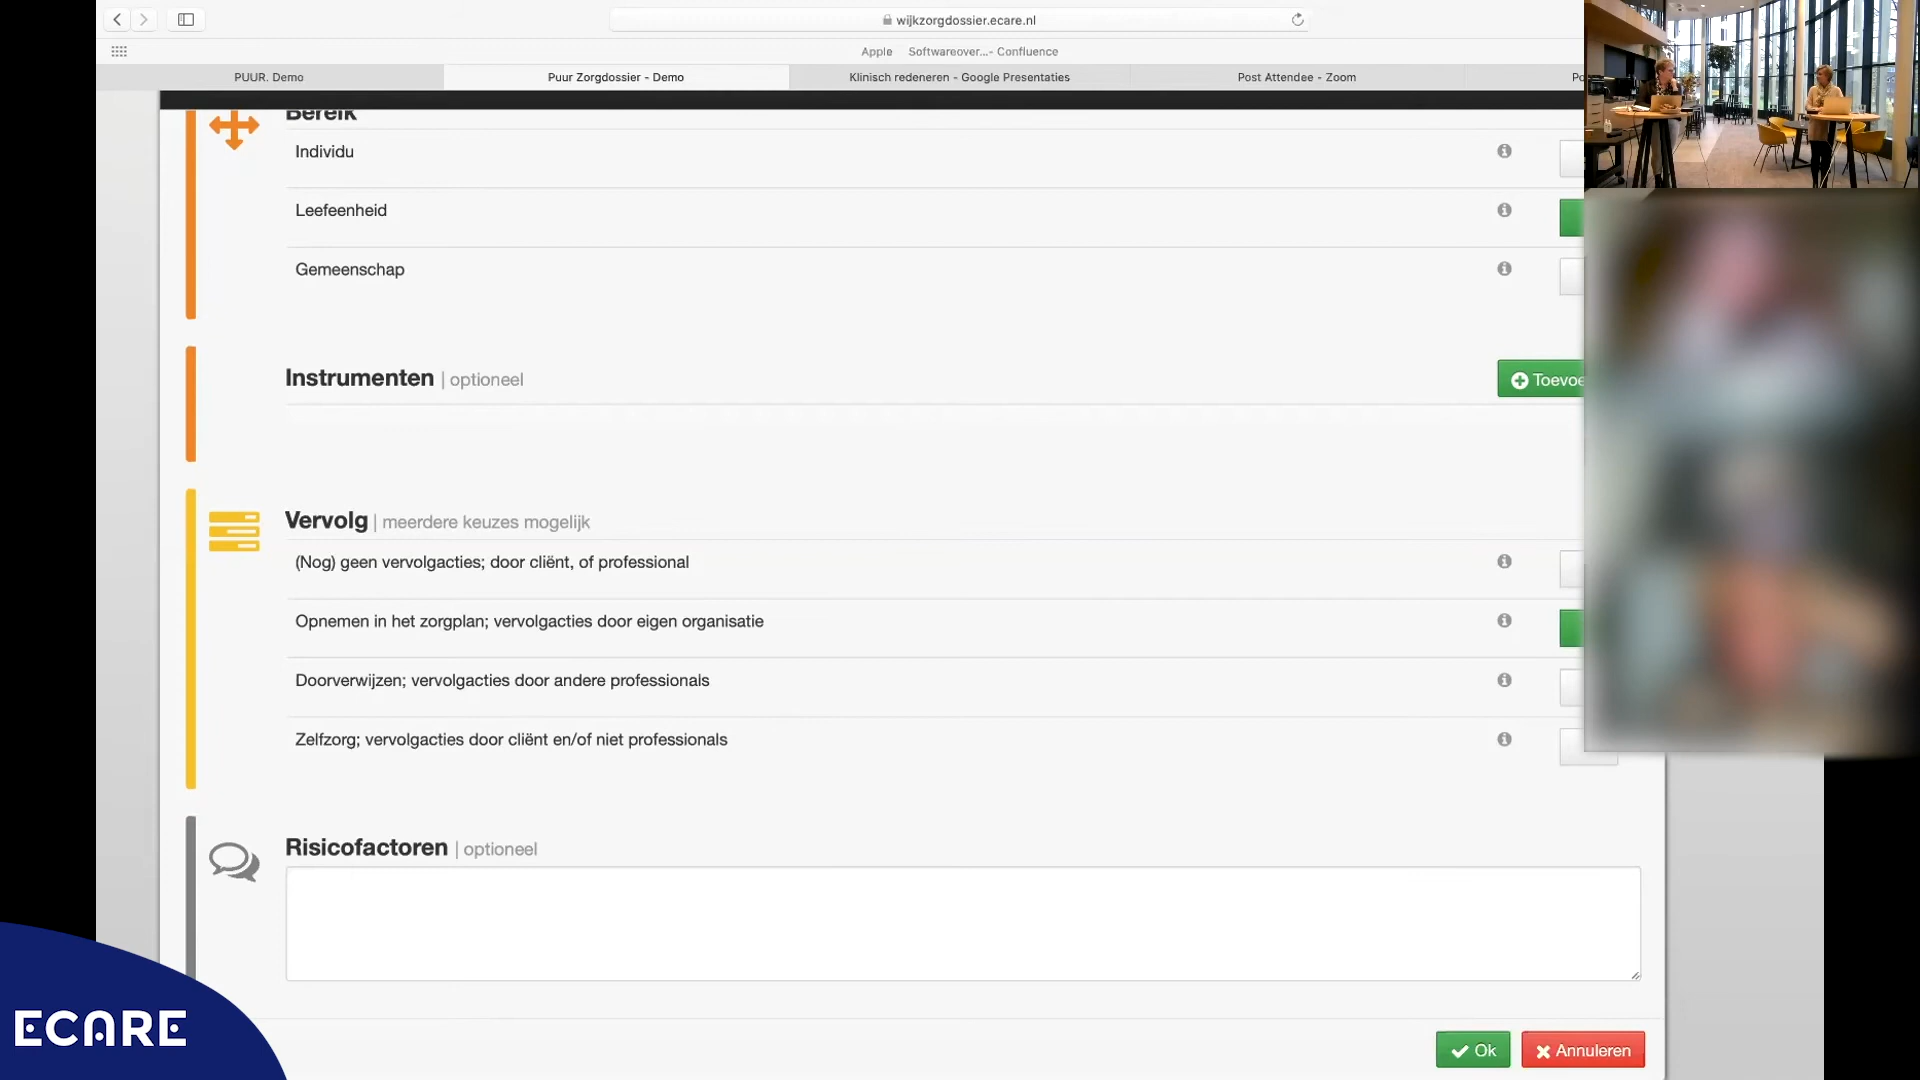 wijkzorgdossier.ecare.nl
Apple Softwareover...- Confluence
PUUR. Demo
Puur Zorgdossier - Demo
Klinisch redeneren - Google Presentaties
Post Attendee - Zoom
Po
Bereik
Individu
Leefeenheid
Gemeenschap
Instrumenten | optioneel
Toevoe
Vervolg | meerdere keuzes mogelijk
(Nog) geen vervolgacties; door cliënt, of professional
Opnemen in het zorgplan; vervolgacties door eigen organisatie
Doorverwijzen; vervolgacties door andere professionals
Zelfzorg; vervolgacties door cliënt en/of niet professionals
Risicofactoren | optioneel
ECARE
Ok
Annuleren